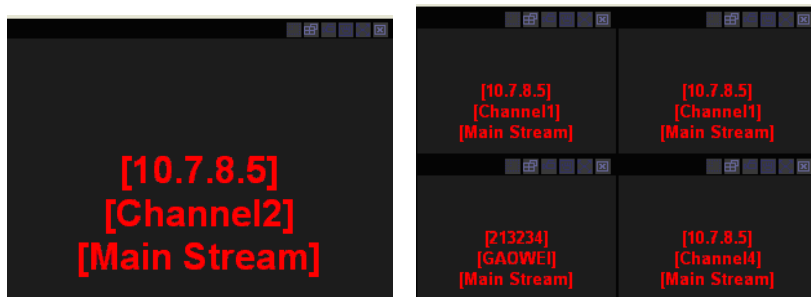 [10.7.8.5]
[Channel2]
[Main Stream]
[10.7.8.5]
[Channel1]
[Main Stream]
[10.7.8.5]
[Channel1]
[Main Stream]
[213234]
[GAOWEI]
[Main Stream]
[10.7.8.5]
[Channel4]
[Main Stream]